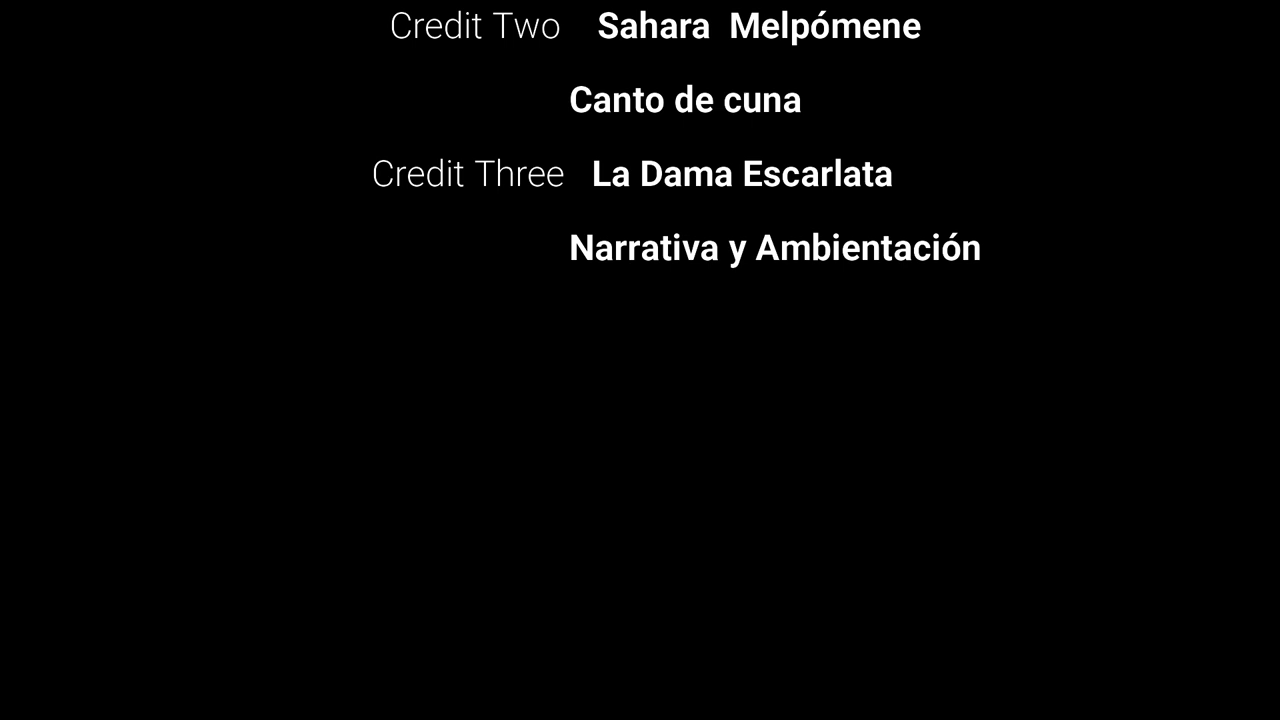 Credit Two Sahara Melpómene
Canto de cuna
Credit Three La Dama Escarlata
Narrativa y Ambientación